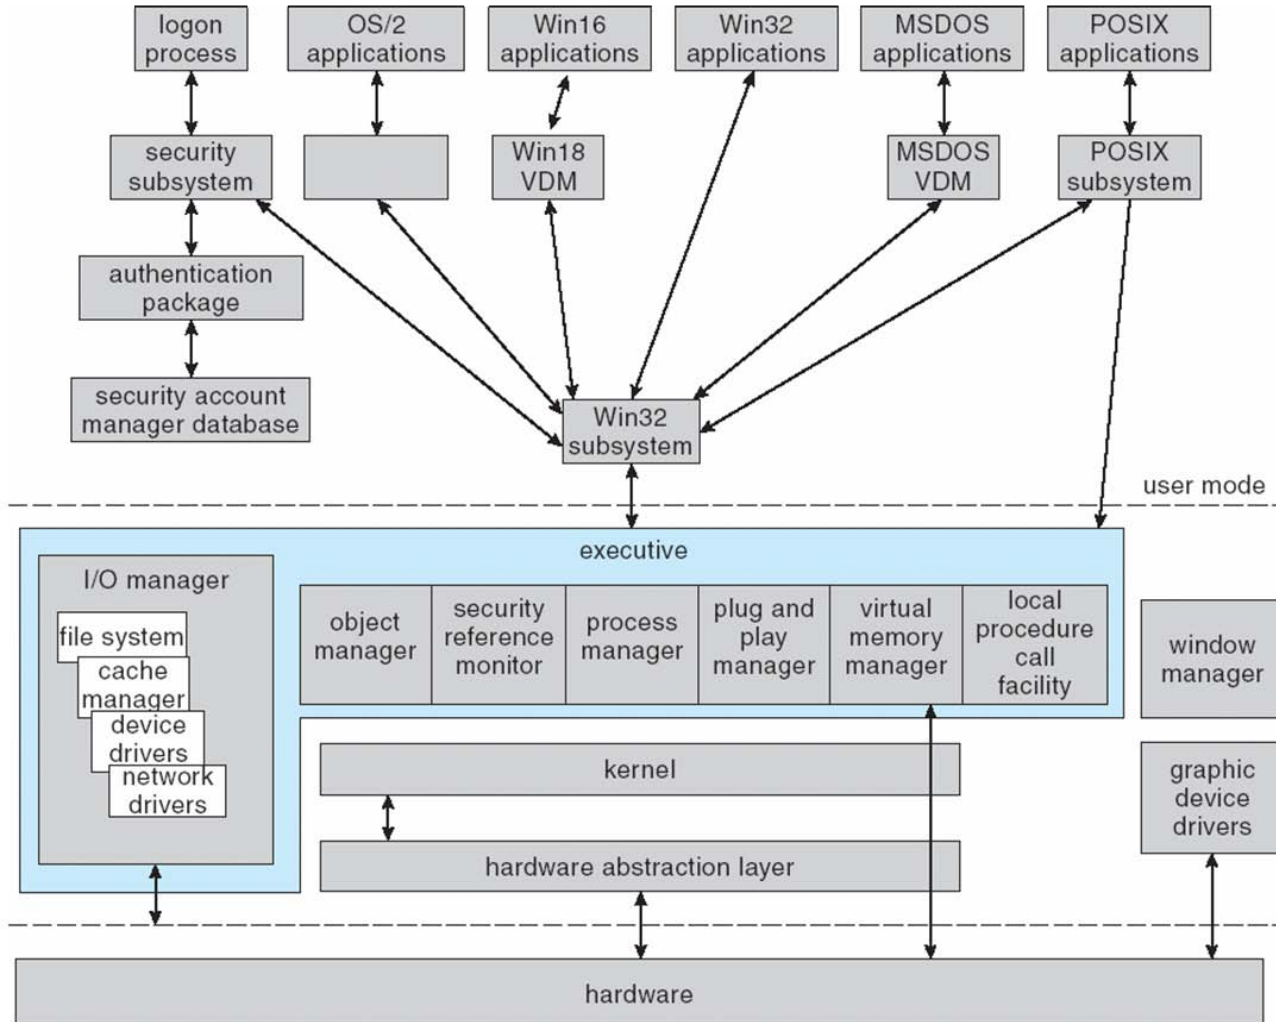 logon
process
OS/2
applications
Win16
applications
Win32
applications
MSDOS
applications
POSIX
applications
security
subsystem
Win18
VDM
MSDOS
VDM
POSIX
subsystem
authentication
package
security account
manager database
Win32
subsystem
user mode
executive
I/O manager
file system
cache
manager
device
drivers
network
drivers
object
manager
security
reference
monitor
process
manager
plug and
play
manager
virtual
memory
manager
local
procedure
call
facility
window
manager
kernel
graphic
device
drivers
hardware abstraction layer
hardware